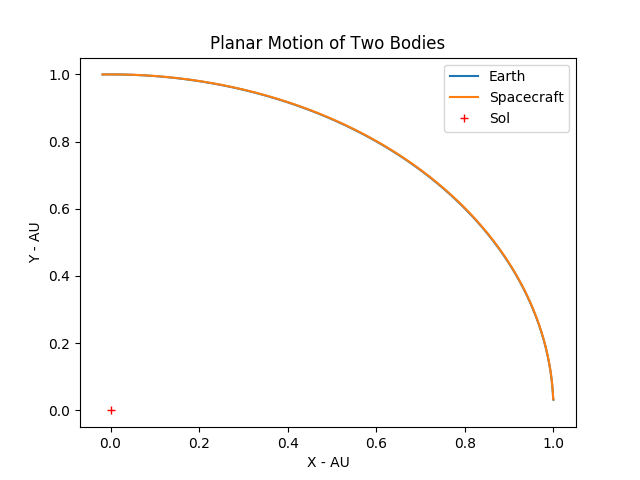 Planar Motion of Two Bodies
Earth
Spacecraft
Sol
1.0
0.8
0.6
0.4
0.2
0.0
Y - AU
0.0 0.2 0.4 0.6 0.8 1.0
X - AU